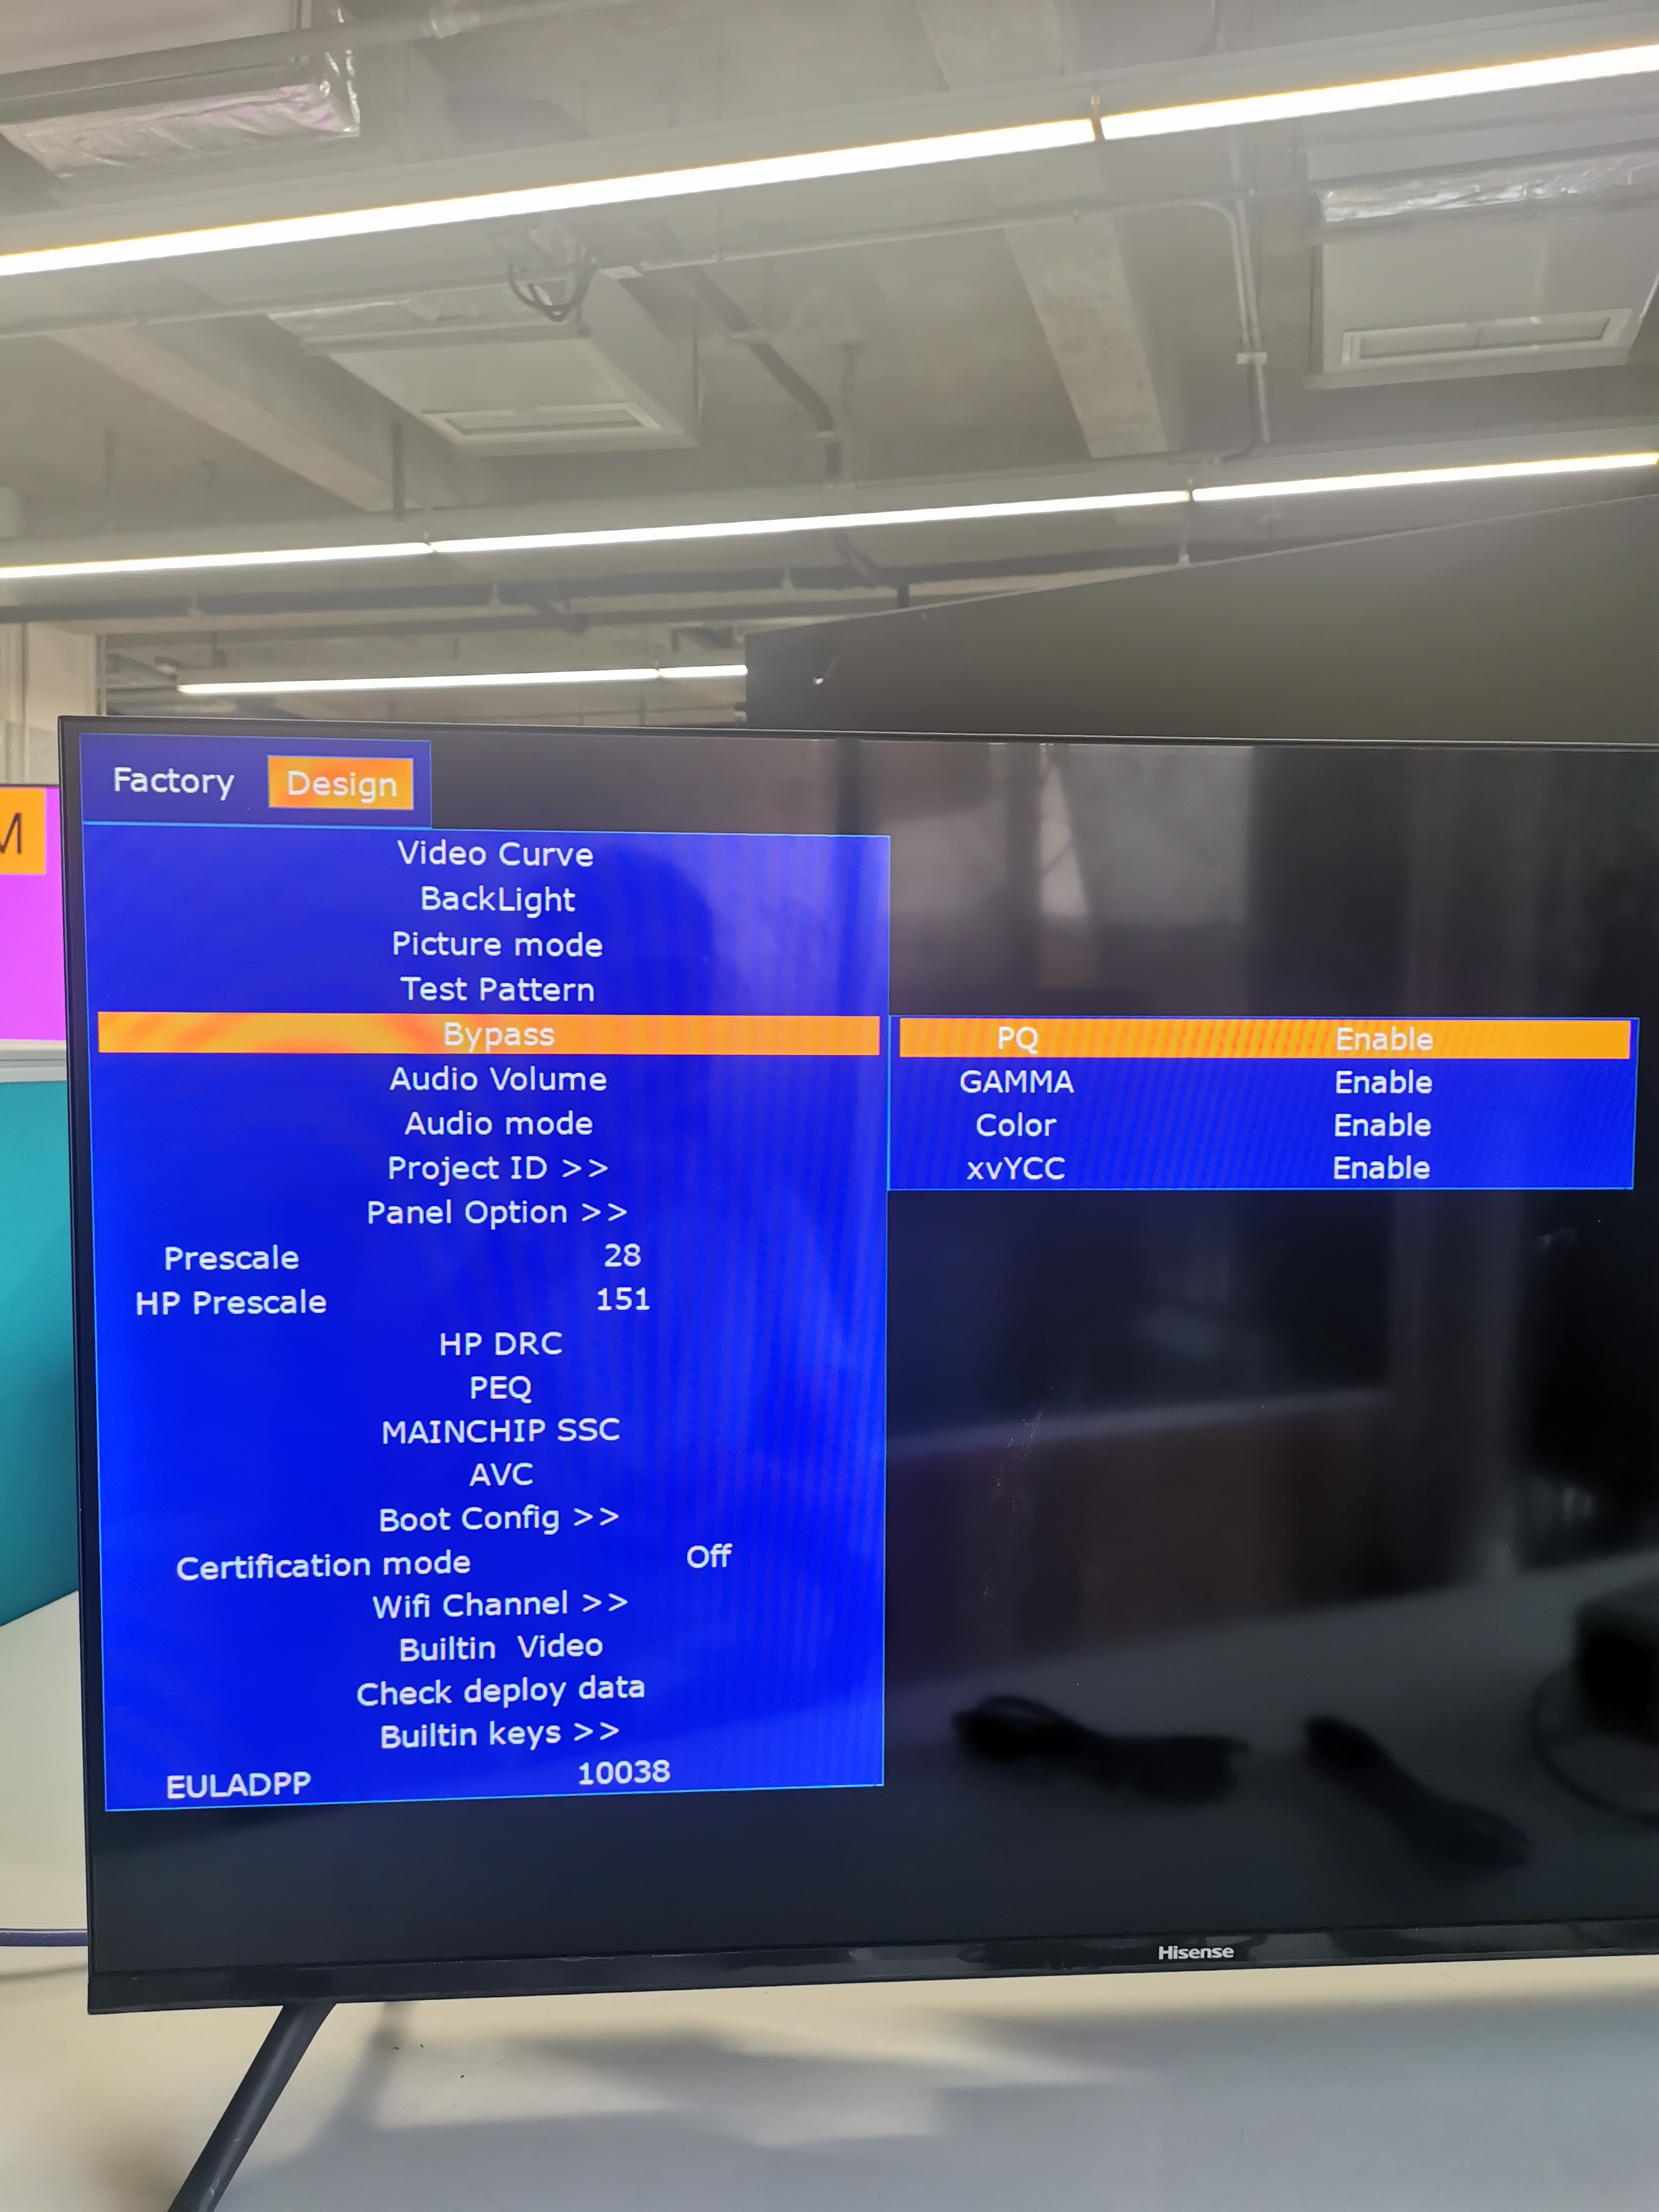 Factory Design
M
Video Curve
BackLight
Picture mode
Test Pattern
Bypass
PQ Enable
GAMMA Enable
Color Enable
xvYCC Enable
Audio Volume
Audio mode
Project ID >>
Panel Option >>
Prescale 28
HP Prescale 151
HP DRC
PEQ
MAINCHIP SSC
AVC
Boot Config >>
Certification mode Off
Wifi Channel >>
Builtin  Video
Check deploy data
Builtin keys >>
EULADPP 10038
Hisense